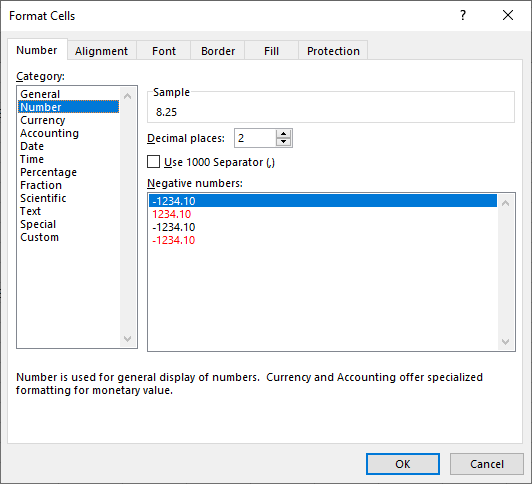 Format Cells
?
Number Alignment Font Border Fill Protection
Category:
General
Number
Currency
Accounting
Date
Time
Percentage
Fraction
Scientific
Text
Special
Custom
Sample
8.25
Decimal places: 2
Use 1000 Separator (,)
Negative numbers:
-1234.10
1234.10
-1234.10
-1234.10
Number is used for general display of numbers.  Currency and Accounting offer specialized
formatting for monetary value.
OK Cancel